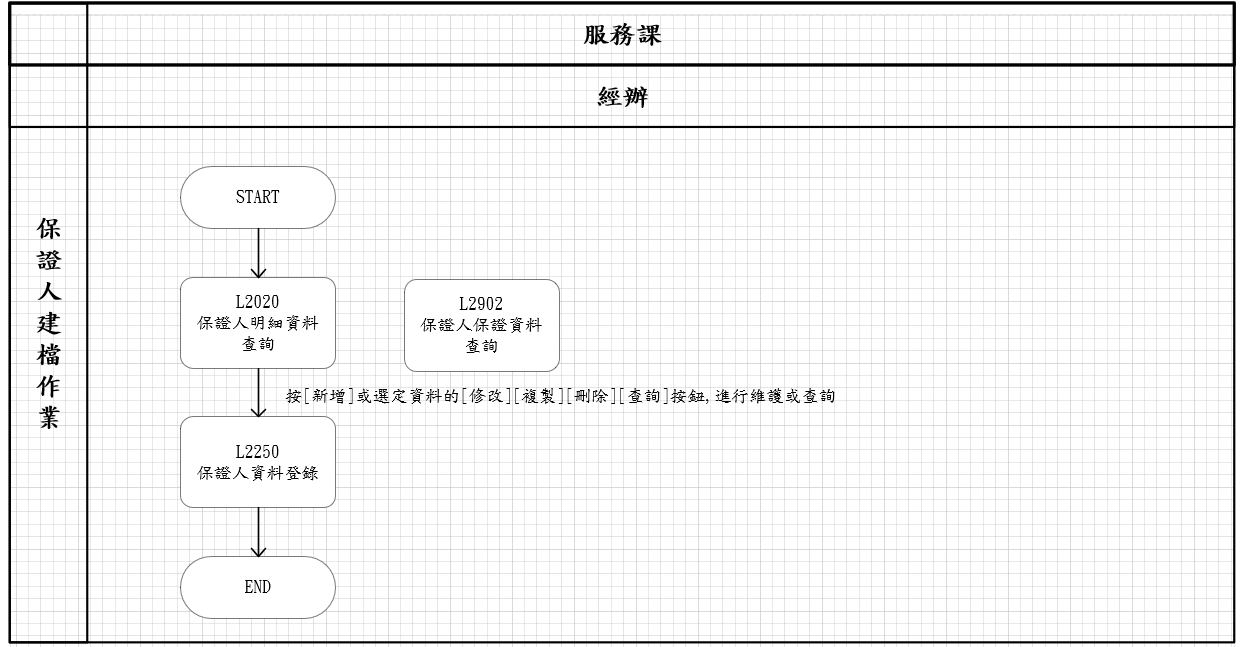 服務課
經辦
保證人建檔作業
START
L2020
保證人明細資料
查詢
L2902
保證人保證資料
查詢
按[新增]或選定資料的[修改][複製][刪除][查詢]按鈕,進行維護或查詢
L2250
保證人資料登錄
END